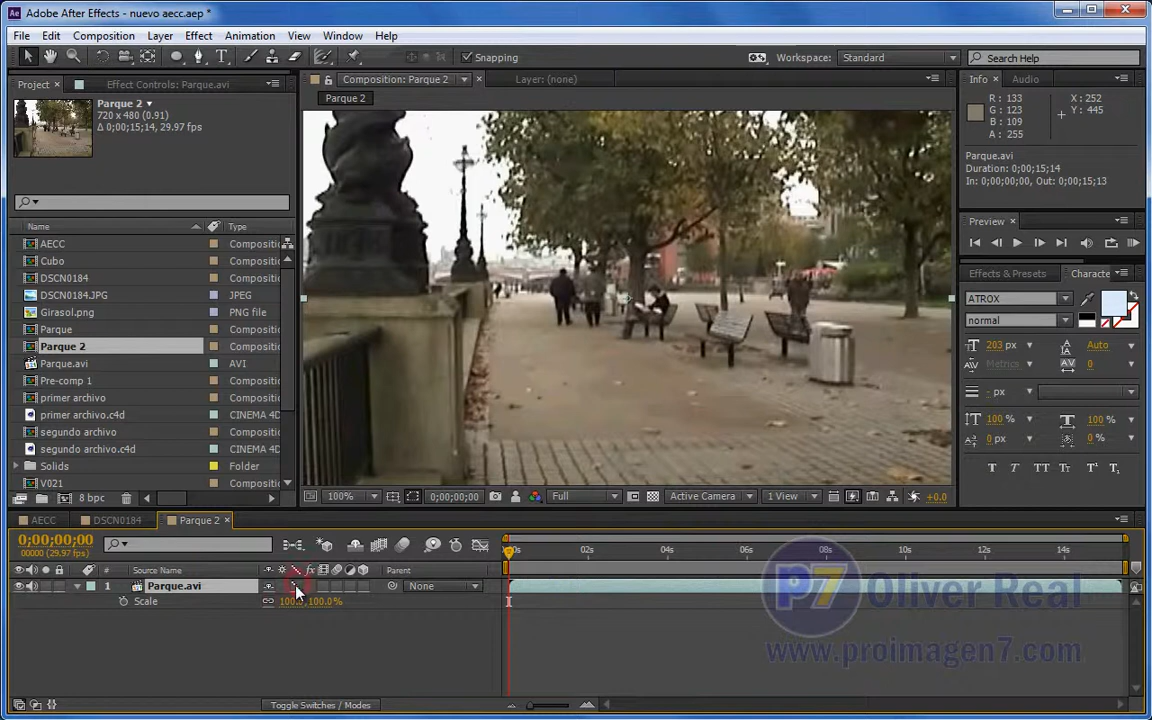 Adobe After Effects - nuevo aecc.aep *
File Edit Composition Layer Effect Animation View Window Help
Snapping
Workspace: Standard
Search Help
Project Effect Controls: Parque.avi
Composition: Parque 2
Layer: (none)
Info Audio
Parque 2
720 x 480 (0.91)
Δ 0;00;15;14, 29.97 fps
Parque 2
R : 133
G : 123
B : 109
A : 255
X : 252
Y : 445
Parque.avi
Duration: 0;00;15;14
In: 0;00;00;00, Out: 0;00;15;13
Preview
Name Type
AECC Compositi
Cubo Compositi
DSCN0184 Compositi
DSCN0184.JPG JPEG
Girasol.png PNG file
Parque Compositi
Parque 2 Compositi
Parque.avi AVI
Pre-comp 1 Compositi
primer archivo Compositi
primer archivo.c4d CINEMA 4D
segundo archivo Compositi
segundo archivo.c4d CINEMA 4D
Solids Folder
V021 Compositi
8 bpc
Effects & Presets Characte
ATROX
normal
203 px Auto
Metrics 0
- px
100 % 100 %
0 px 0 %
T T TT Tt T¹ T₁
100% 0;00;00;00 Full Active Camera 1 View +0.0
AECC DSCN0184 Parque 2
0;00;00;00
00000 (29.97 fps)
# Source Name fx Parent
1 Parque.avi None
Scale 100.0,100.0%
02s 04s 06s 08s 10s 12s 14s
P7 Oliver Real
www.proimagen7.com
Toggle Switches / Modes